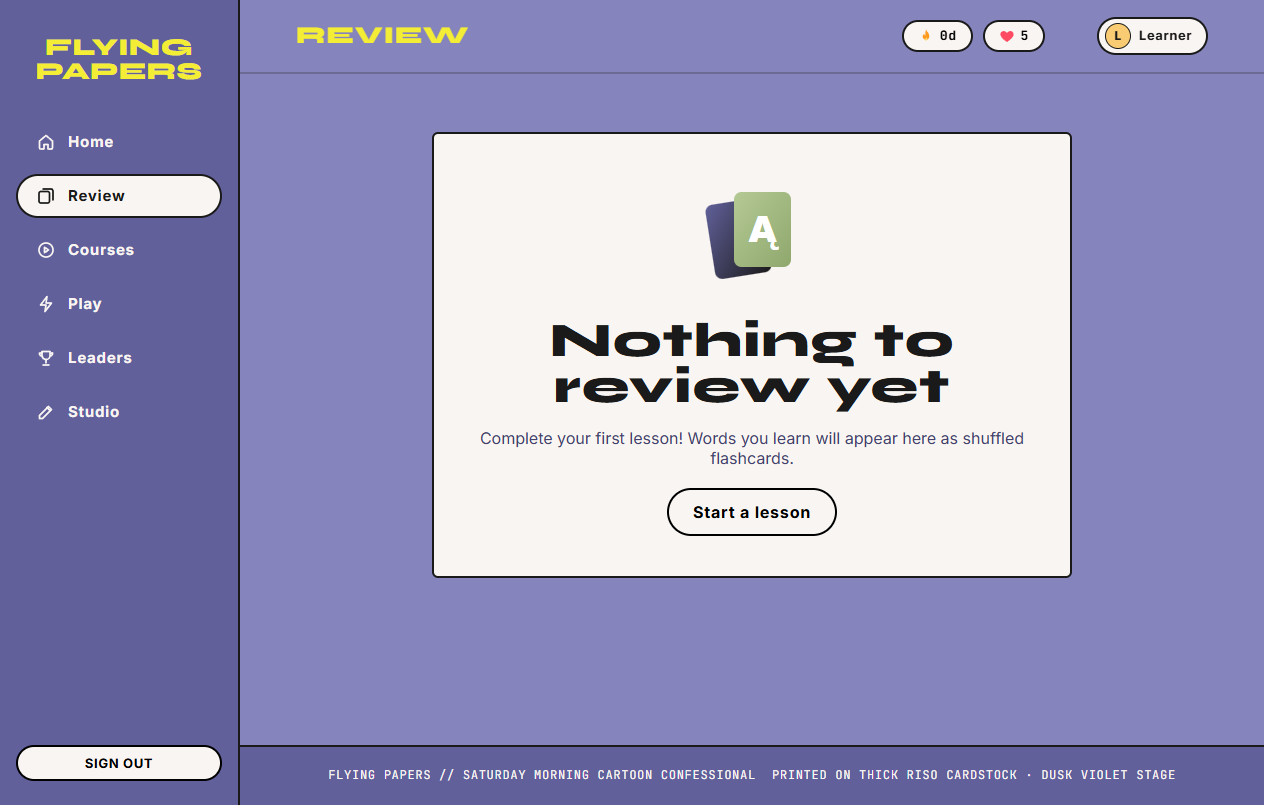 FLYING
PAPERS
Home
Review
Courses
Play
Leaders
Studio
SIGN OUT
REVIEW
0d
5
L
Learner
Ą
Nothing to
review yet
Complete your first lesson! Words you learn will appear here as shuffled
flashcards.
Start a lesson
FLYING PAPERS // SATURDAY MORNING CARTOON CONFESSIONAL PRINTED ON THICK RISO CARDSTOCK · DUSK VIOLET STAGE